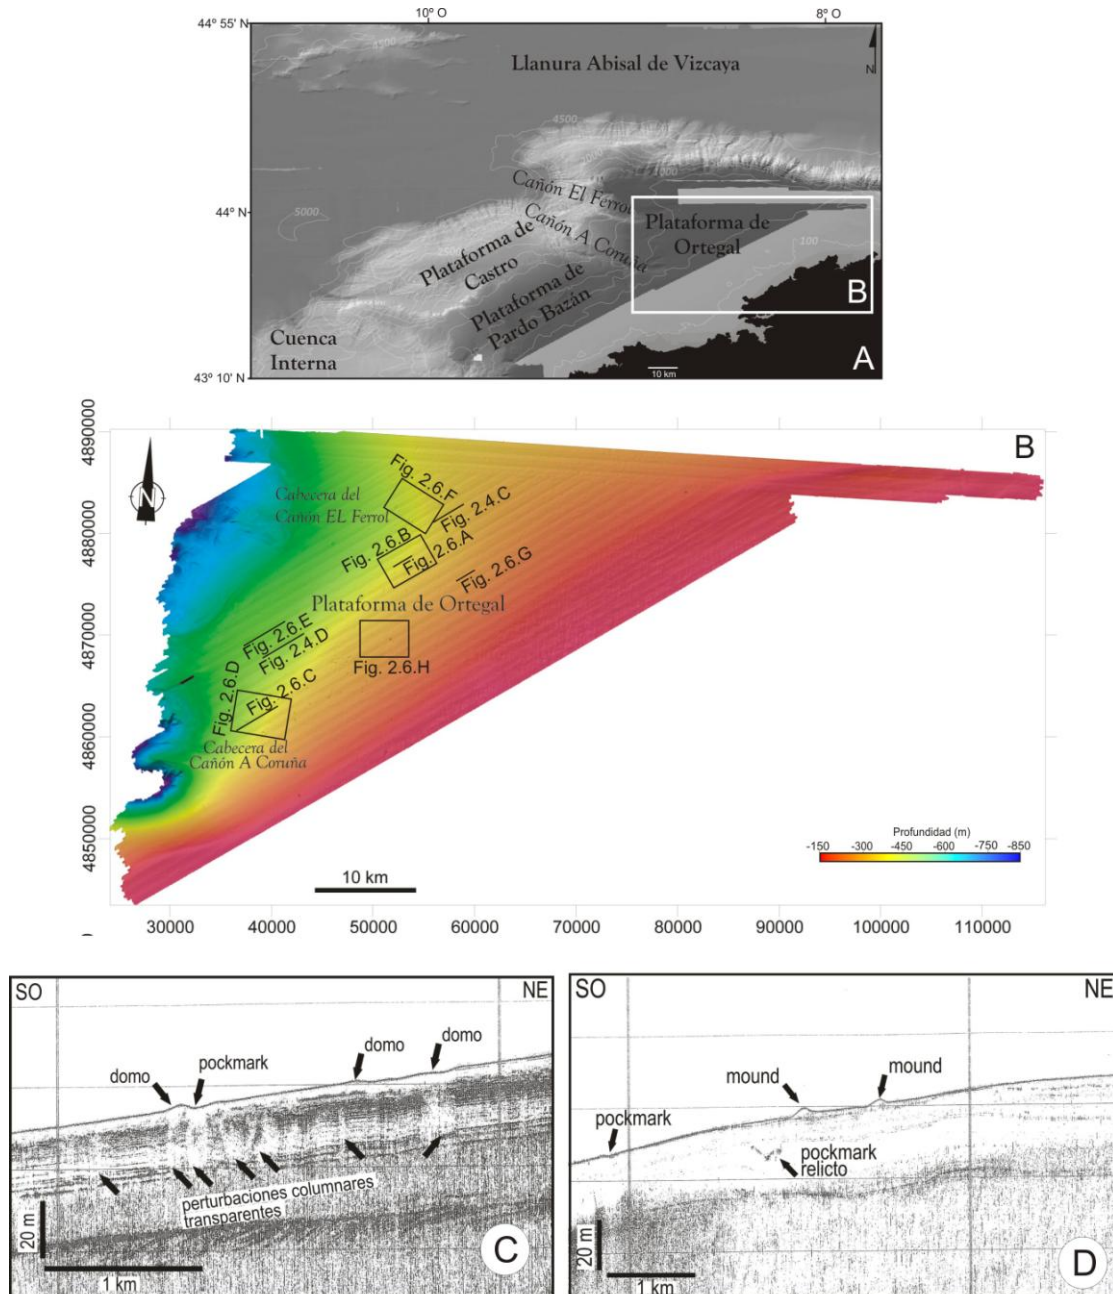 10º O
8º O
44º 55' N
4500
N
Llanura Abisal de Vizcaya
4500
4000
1000
Cañón El Ferrol
5000
44º N
Cañón A Coruña
Plataforma de
Ortegal
100
Plataforma de
Castro
Plataforma de
Pardo Bazán
B
Cuenca
Interna
10 km
A
43º 10' N
B
4890000
4880000
4870000
4860000
4850000
N
Cabecera del
Cañón EL Ferrol
Fig. 2.6.F
Fig. 2.4.C
Fig. 2.6.B
Fig. 2.6.A
Fig. 2.6.G
Plataforma de Ortegal
Fig. 2.6.E
Fig. 2.4.D
Fig. 2.6.H
Fig. 2.6.D
Fig. 2.6.C
Cabecera del
Cañón A Coruña
Profundidad (m)
-150 -300 -450 -600 -750 -850
10 km
30000 40000 50000 60000 70000 80000 90000 100000 110000
SO NE
domo pockmark domo domo
perturbaciones columnares
transparentes
20 m
1 km
C
SO NE
mound mound
pockmark
pockmark
relicto
20 m
1 km
D